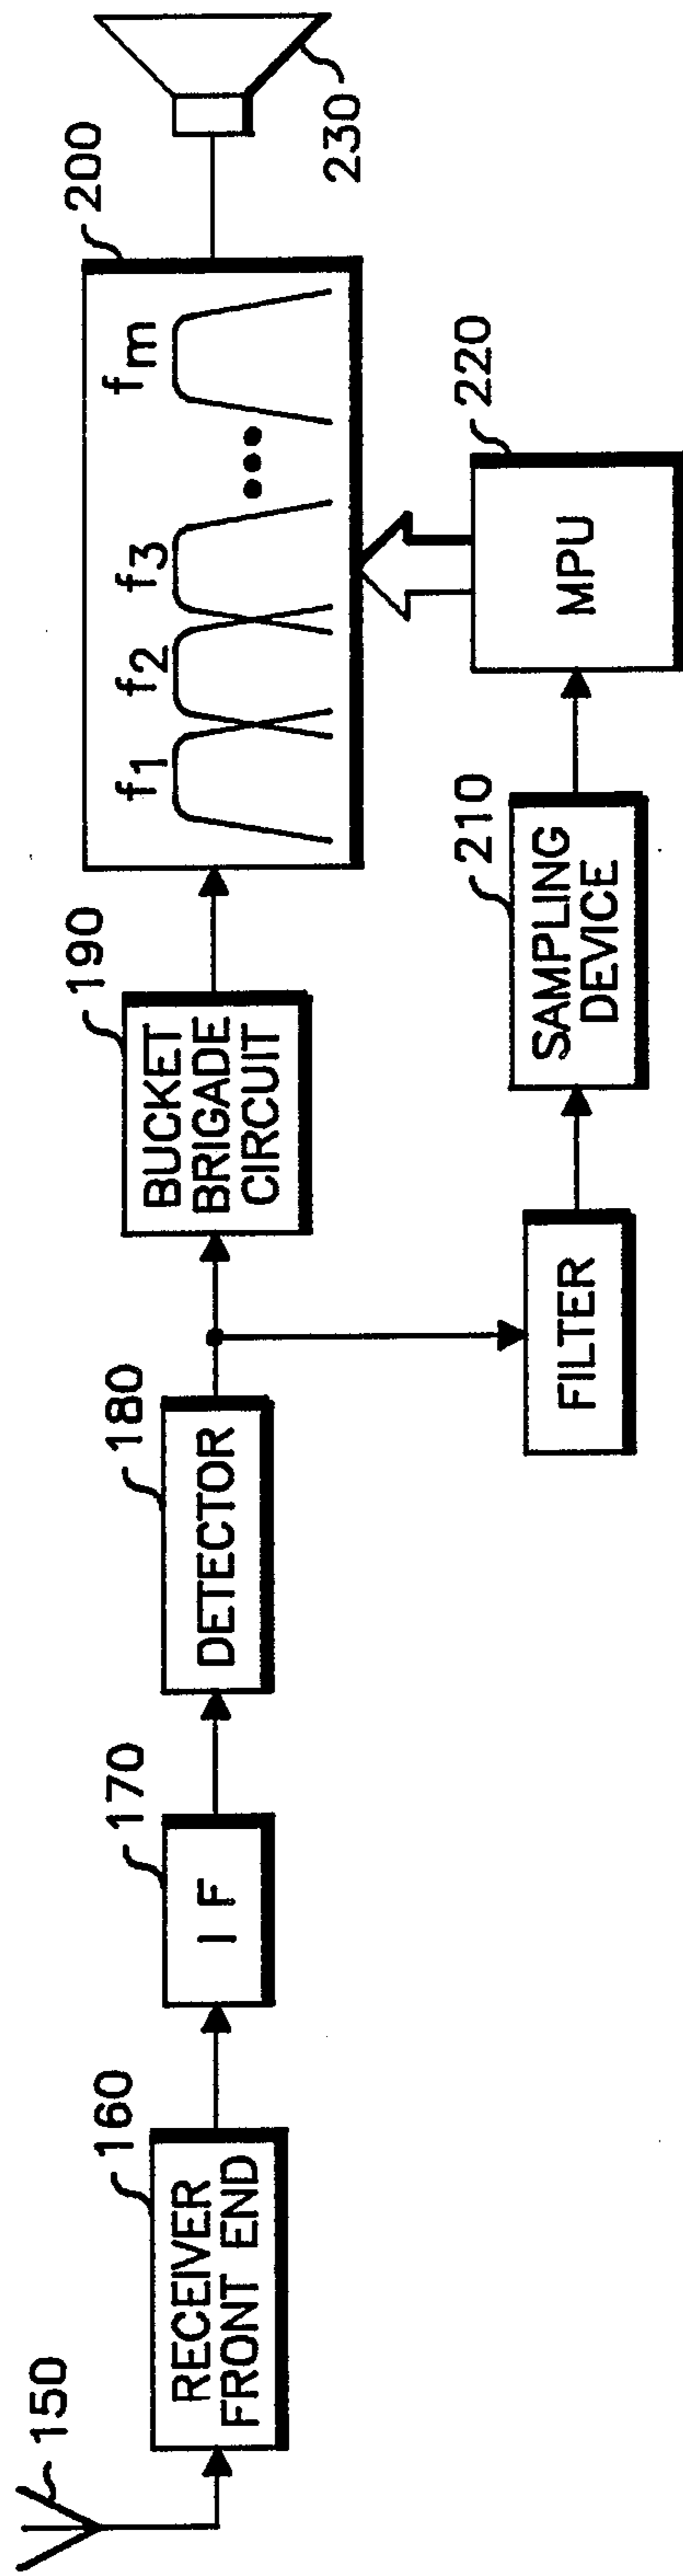 150
160
RECEIVER
FRONT END
170
IF
180
DETECTOR
190
BUCKET
BRIGADE
CIRCUIT
200
f1 f2 f3 ••• fm
230
FILTER
210
SAMPLING
DEVICE
220
MPU